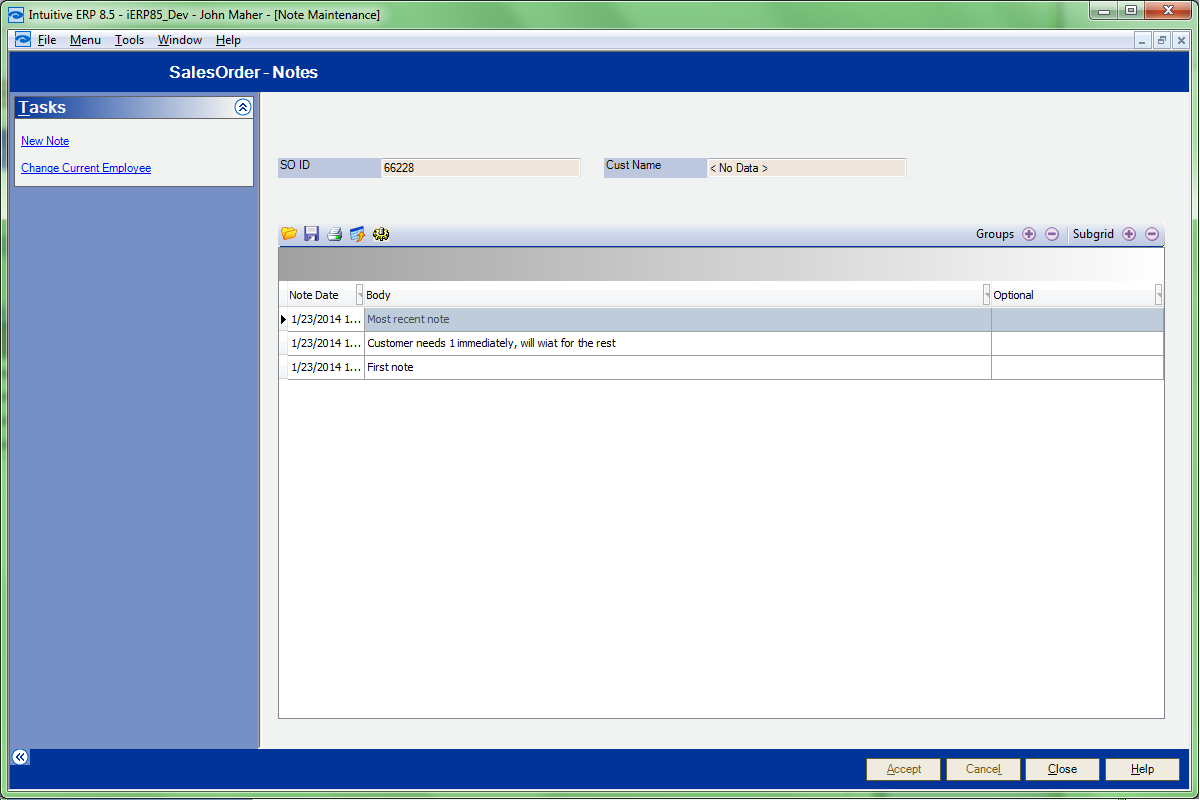 Intuitive ERP 8.5 - iERP85_Dev - John Maher - [Note Maintenance]
File Menu Tools Window Help
SalesOrder - Notes
Tasks
New Note
Change Current Employee
SO ID 66228 Cust Name < No Data >
Groups Subgrid
Note Date Body Optional
1/23/2014 1... Most recent note
1/23/2014 1... Customer needs 1 immediately, will wiat for the rest
1/23/2014 1... First note
Accept Cancel Close Help